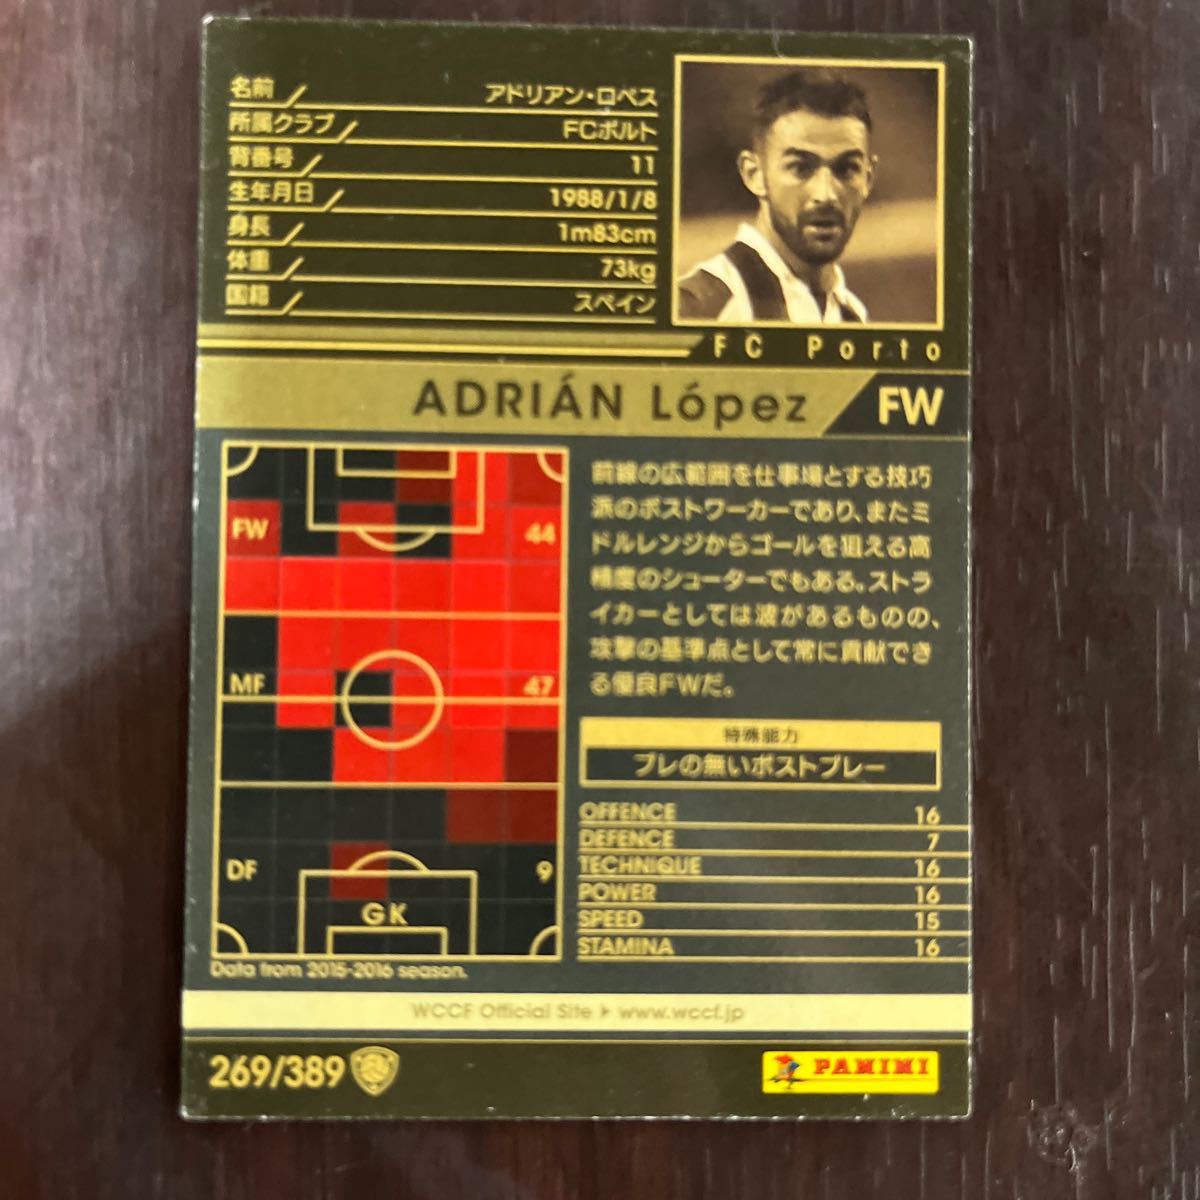 名前 アドリアン・ロペス
所属クラブ FCポルト
背番号 11
生年月日 1988/1/8
身長 1m83cm
体重 73kg
国籍 スペイン
FC Porto
ADRIÁN López FW
FW 44
MF 47
DF 9
GK
Data from 2015-2016 season.
前線の広範囲を仕事場とする技巧
派のポストワーカーであり、またミ
ドルレンジからゴールを狙える高
精度のシューターでもある。ストラ
イカーとしては波があるものの、
攻撃の基準点として常に貢献でき
る優良FWだ。
特殊能力
ブレの無いポストプレー
OFFENCE 16
DEFENCE 7
TECHNIQUE 16
POWER 16
SPEED 15
STAMINA 16
WCCF Official Site ▶ www.wccf.jp
269/389
PANINI